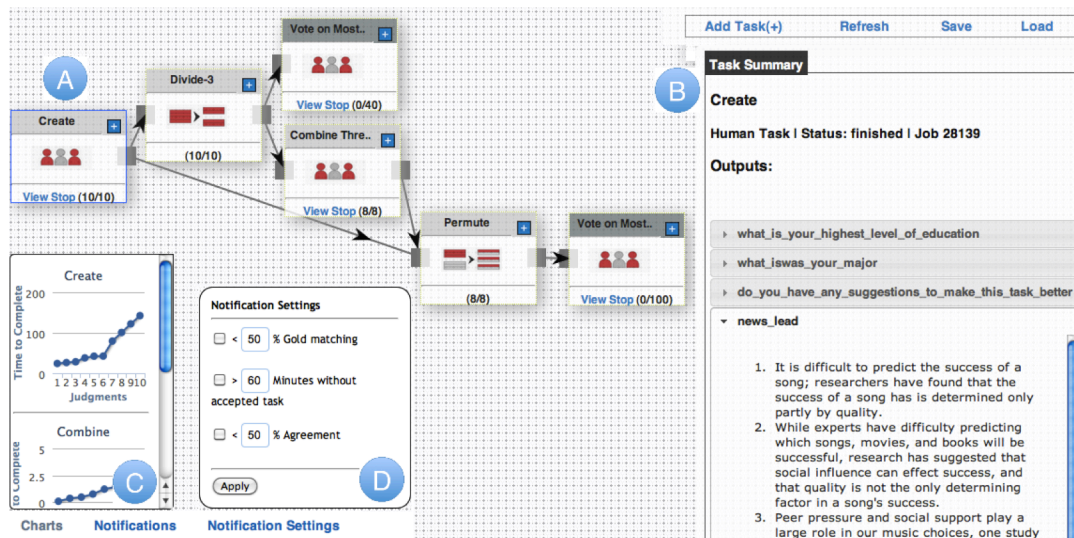 Add Task(+) Refresh Save Load
A
Create
View Stop (10/10)
Divide-3
(10/10)
Vote on Most..
View Stop (0/40)
Combine Thre..
View Stop (8/8)
Permute
(8/8)
Vote on Most..
View Stop (0/100)
B
Task Summary
Create
Human Task | Status: finished | Job 28139
Outputs:
what_is_your_highest_level_of_education
what_iswas_your_major
do_you_have_any_suggestions_to_make_this_task_better
news_lead
1. It is difficult to predict the success of a
song; researchers have found that the
success of a song has is determined only
partly by quality.
2. While experts have difficulty predicting
which songs, movies, and books will be
successful, research has suggested that
social influence can effect success, and
that quality is not the only determining
factor in a song's success.
3. Peer pressure and social support play a
large role in our music choices, one study
Create
Time to Complete
200
100
0
1 2 3 4 5 6 7 8 9 10
Judgments
Combine
to Complete
5
2.5
0
C
Notification Settings
< 50 % Gold matching
> 60 Minutes without
accepted task
< 50 % Agreement
Apply
D
Charts Notifications Notification Settings